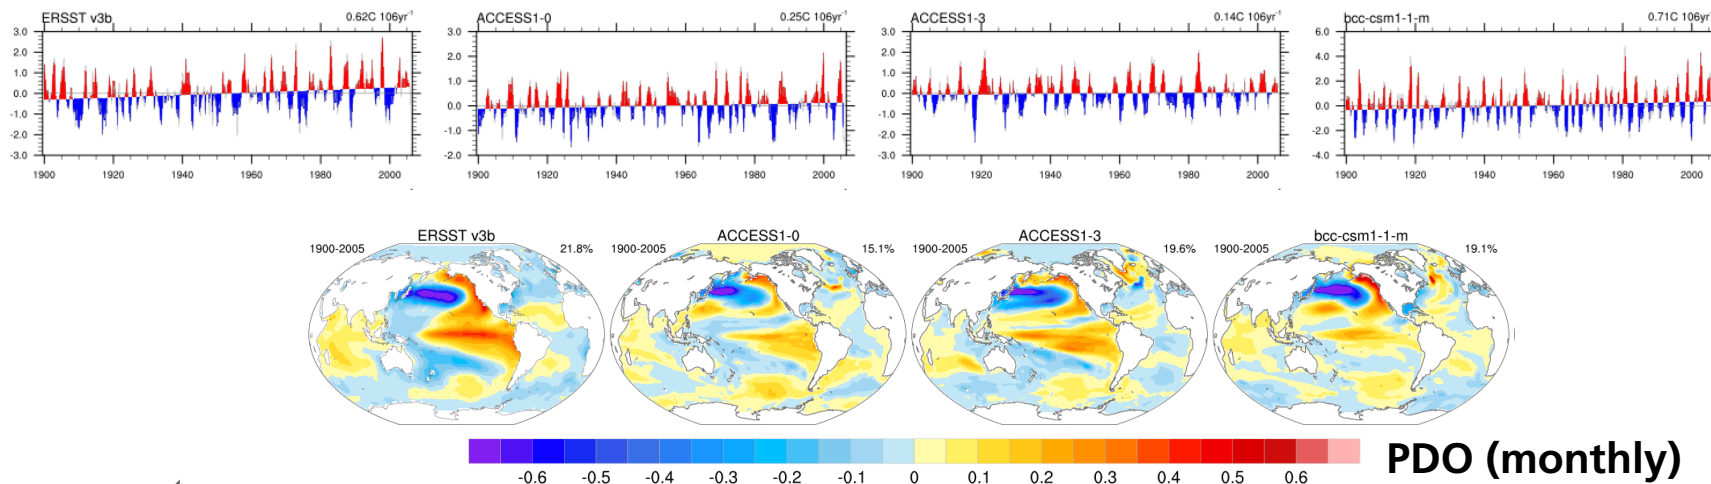 ERSST v3b 0.62C 106yr⁻¹
3.0
2.0
1.0
0.0
-1.0
-2.0
-3.0
1900 1920 1940 1960 1980 2000
ACCESS1-0 0.25C 106yr⁻¹
3.0
2.0
1.0
0.0
-1.0
-2.0
1900 1920 1940 1960 1980 2000
ACCESS1-3 0.14C 106yr⁻¹
3.0
2.0
1.0
0.0
-1.0
-2.0
-3.0
1900 1920 1940 1960 1980 2000
bcc-csm1-1-m 0.71C 106yr⁻¹
6.0
4.0
2.0
0.0
-2.0
-4.0
1900 1920 1940 1960 1980 2000
ERSST v3b
1900-2005 21.8%
ACCESS1-0
1900-2005 15.1%
ACCESS1-3
1900-2005 19.6%
bcc-csm1-1-m
1900-2005 19.1%
-0.6 -0.5 -0.4 -0.3 -0.2 -0.1 0 0.1 0.2 0.3 0.4 0.5 0.6
PDO (monthly)